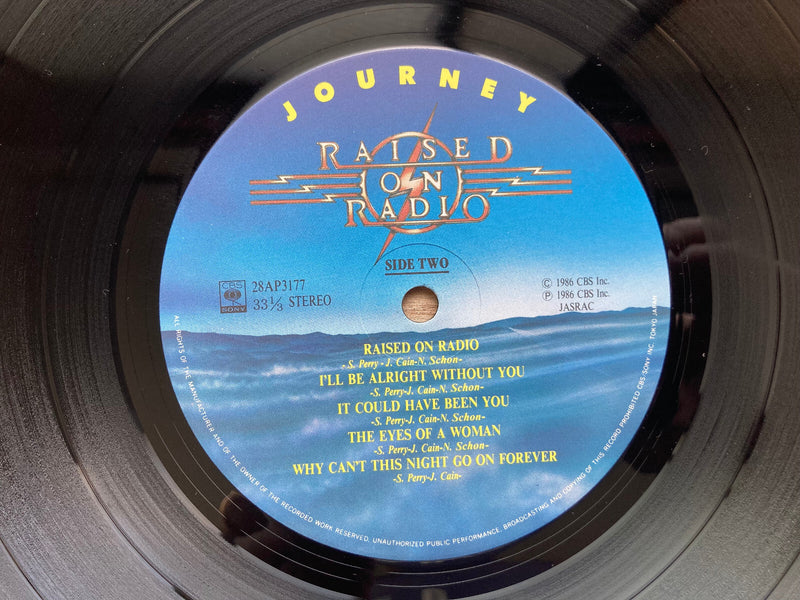 JOURNEY
RAISED
ON
RADIO
SIDE TWO
CBS
SONY
28AP3177
33 1/3 STEREO
© 1986 CBS Inc.
℗ 1986 CBS Inc.
JASRAC
RAISED ON RADIO
- S. Perry - J. Cain-N. Schon-
I'LL BE ALRIGHT WITHOUT YOU
-S. Perry-J. Cain-N. Schon-
IT COULD HAVE BEEN YOU
-S. Perry-J. Cain-N. Schon-
THE EYES OF A WOMAN
-S. Perry-J. Cain-N. Schon-
WHY CAN'T THIS NIGHT GO ON FOREVER
-S. Perry-J. Cain-
ALL RIGHTS OF THE MANUFACTURER AND OF THE OWNER OF THE RECORDED WORK RESERVED. UNAUTHORIZED PUBLIC PERFORMANCE, BROADCASTING AND COPYING OF THIS RECORD PROHIBITED CBS/SONY INC. TOKYO JAPAN